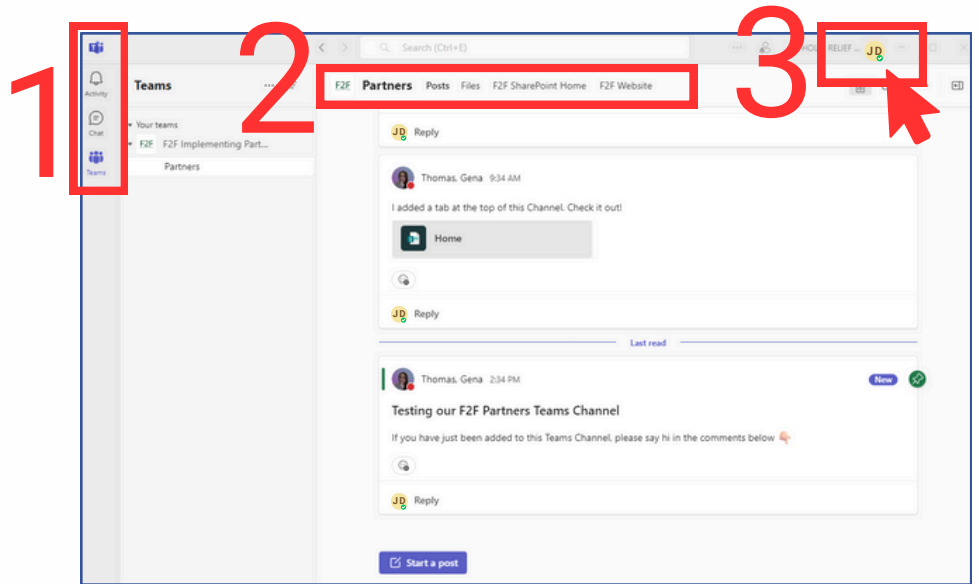 1
2
3
Search (Ctrl+E)
RELIEF ...
JD
Activity
Chat
Teams
Teams
Your teams
F2F F2F Implementing Part...
Partners
F2F Partners Posts Files F2F SharePoint Home F2F Website
JD Reply
Thomas, Gena 9:34 AM
I added a tab at the top of this Channel. Check it out!
Home
JD Reply
Last read
Thomas, Gena 2:34 PM New
Testing our F2F Partners Teams Channel
If you have just been added to this Teams Channel, please say hi in the comments below
JD Reply
Start a post